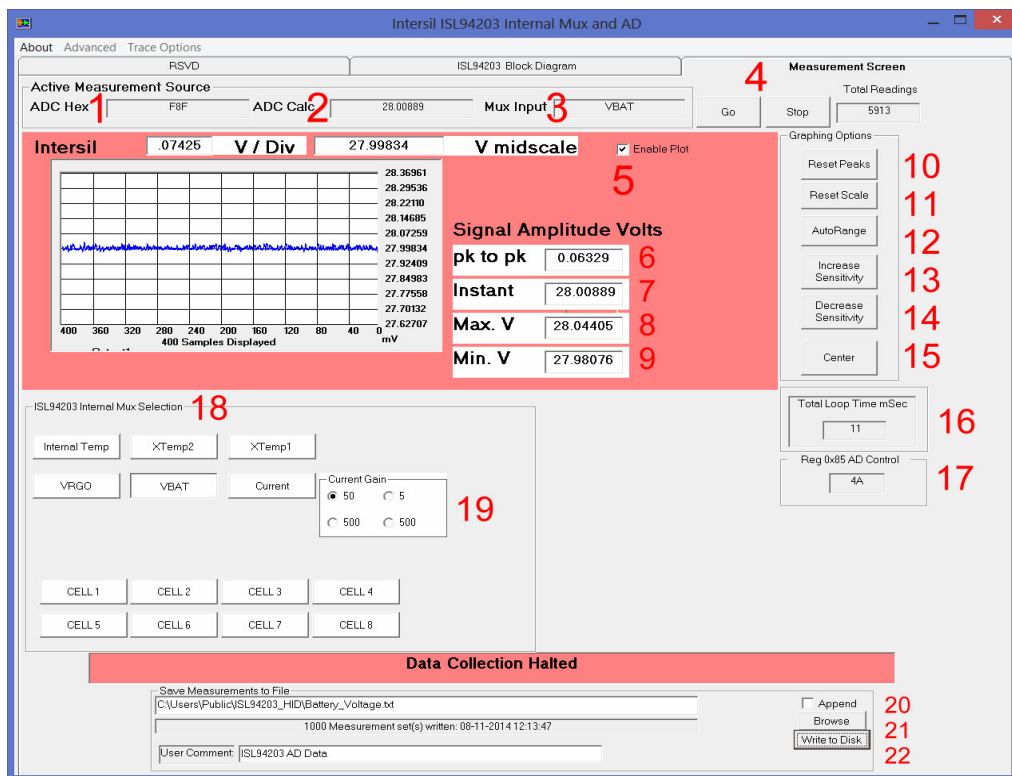 Intersil ISL94203 Internal Mux and AD
About Advanced Trace Options
RSVD
ISL94203 Block Diagram
Measurement Screen
Active Measurement Source
ADC Hex 1 F8F ADC Calc 2 28.00889 Mux Input 3 VBAT
4
Go Stop
Total Readings
5913
Intersil .07425 V / Div 27.99834 V midscale
Enable Plot
5
28.36961
28.29536
28.22110
28.14685
28.07259
27.99834
27.92409
27.84983
27.77558
27.70132
27.62707
400 360 320 280 240 200 160 120 80 40 0
mV
400 Samples Displayed
Signal Amplitude Volts
pk to pk 0.06329 6
Instant 28.00889 7
Max. V 28.04405 8
Min. V 27.98076 9
Graphing Options
Reset Peaks 10
Reset Scale 11
AutoRange 12
Increase Sensitivity 13
Decrease Sensitivity 14
Center 15
Total Loop Time mSec
11
16
Reg 0x85 AD Control
4A
17
ISL94203 Internal Mux Selection 18
Internal Temp XTemp2 XTemp1
VRGO VBAT Current
Current Gain
50 5
500 500
19
CELL 1 CELL 2 CELL 3 CELL 4
CELL 5 CELL 6 CELL 7 CELL 8
Data Collection Halted
Save Measurements to File
C:\Users\Public\ISL94203_HID\Battery_Voltage.txt
1000 Measurement set(s) written: 08-11-2014 12:13:47
User Comment: ISL94203 AD Data
Append 20
Browse 21
Write to Disk 22